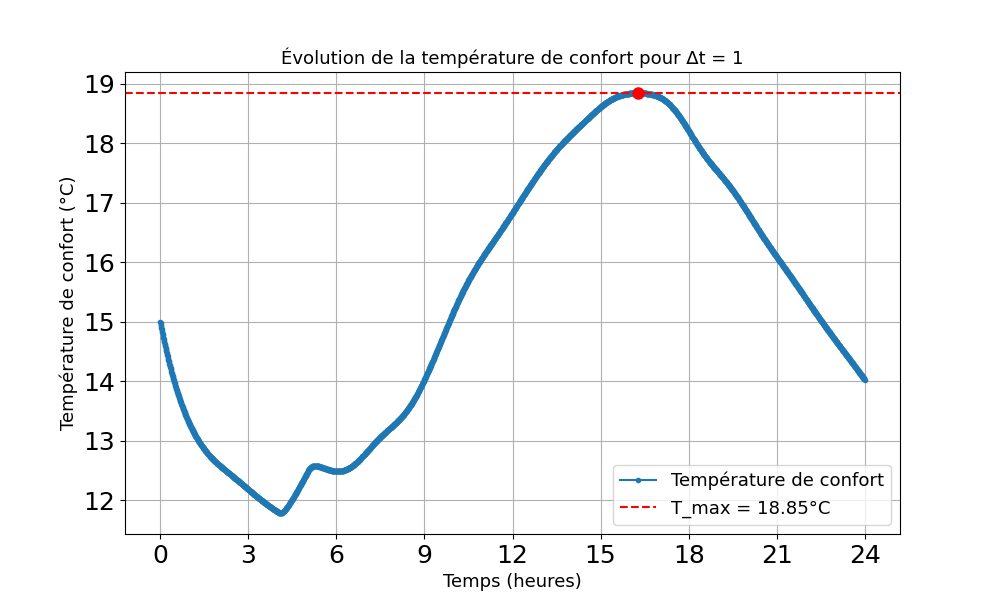 Évolution de la température de confort pour Δt = 1
Température de confort (°C)
19
18
17
16
15
14
13
12
0 3 6 9 12 15 18 21 24
Temps (heures)
Température de confort
T_max = 18.85°C